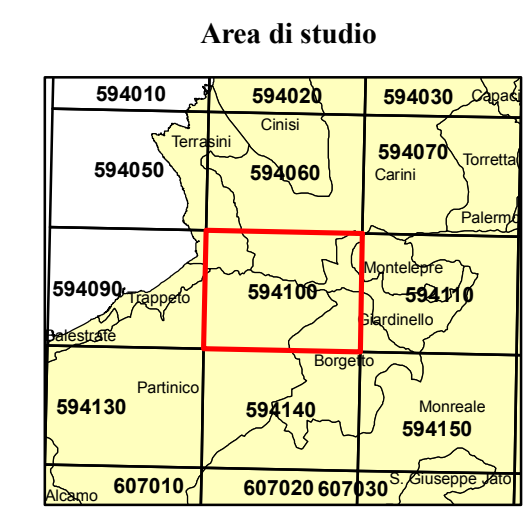 Area di studio
594010 594020 594030 Capaci
Cinisi
Terrasini
594050 594060 594070 Torretta
Carini
Palermo
Montelepre
594090 Trappeto 594100 594110
Giardinello
Balestrate
Borgetto
Partinico
594130 594140 Monreale
594150
607010 607020 607030 S. Giuseppe Jato
Alcamo